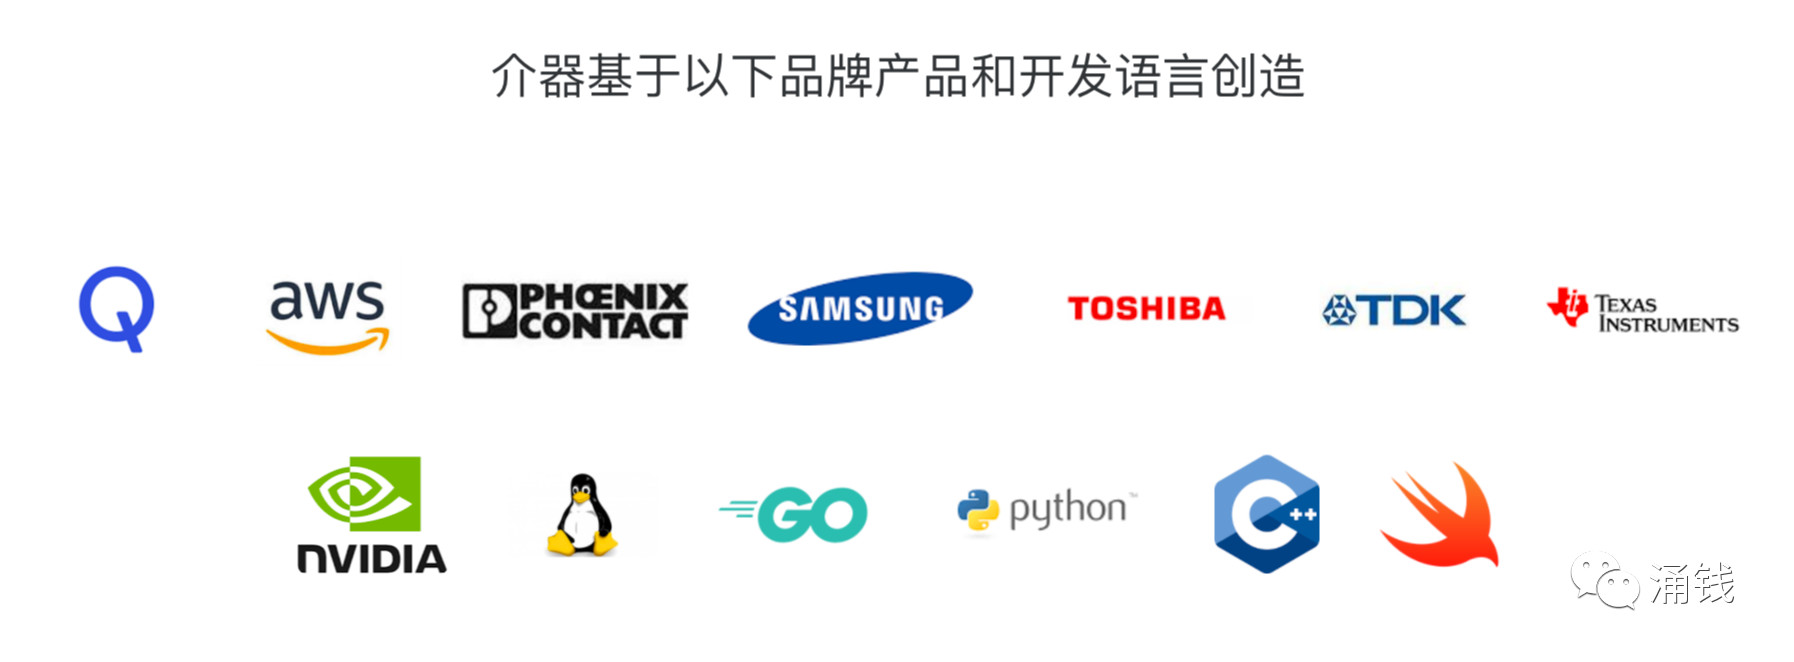 介器基于以下品牌产品和开发语言创造
Q
aws
PHŒNIX
CONTACT
SAMSUNG
TOSHIBA
TDK
TEXAS
INSTRUMENTS
NVIDIA
GO
python™
C++
涌钱